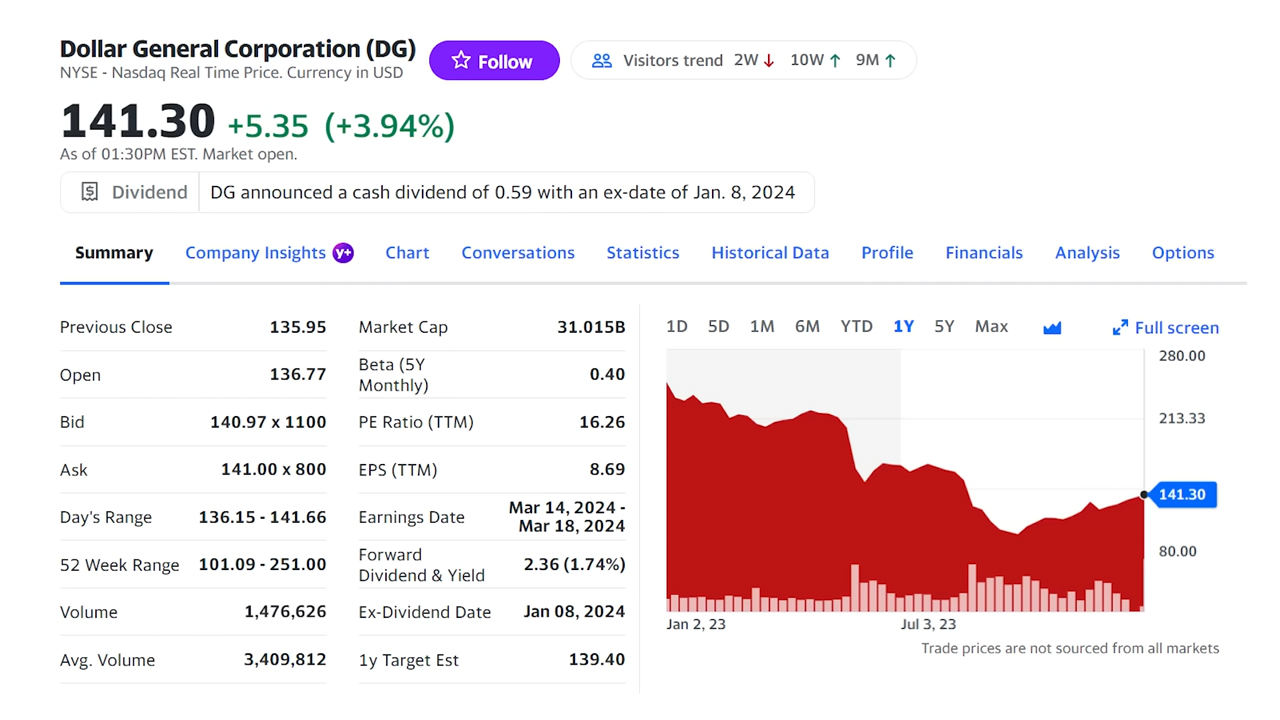 Dollar General Corporation (DG)
Follow
Visitors trend 2W↓ 10W↑ 9M↑
NYSE - Nasdaq Real Time Price. Currency in USD
141.30 +5.35 (+3.94%)
As of 01:30PM EST. Market open.
Dividend DG announced a cash dividend of 0.59 with an ex-date of Jan. 8, 2024
Summary Company Insights y+ Chart Conversations Statistics Historical Data Profile Financials Analysis Options
Previous Close 135.95
Open 136.77
Bid 140.97 x 1100
Ask 141.00 x 800
Day's Range 136.15 - 141.66
52 Week Range 101.09 - 251.00
Volume 1,476,626
Avg. Volume 3,409,812
Market Cap 31.015B
Beta (5Y
Monthly) 0.40
PE Ratio (TTM) 16.26
EPS (TTM) 8.69
Earnings Date Mar 14, 2024 -
Mar 18, 2024
Forward
Dividend & Yield 2.36 (1.74%)
Ex-Dividend Date Jan 08, 2024
1y Target Est 139.40
1D 5D 1M 6M YTD 1Y 5Y Max Full screen
280.00
213.33
141.30
80.00
Jan 2, 23 Jul 3, 23
Trade prices are not sourced from all markets